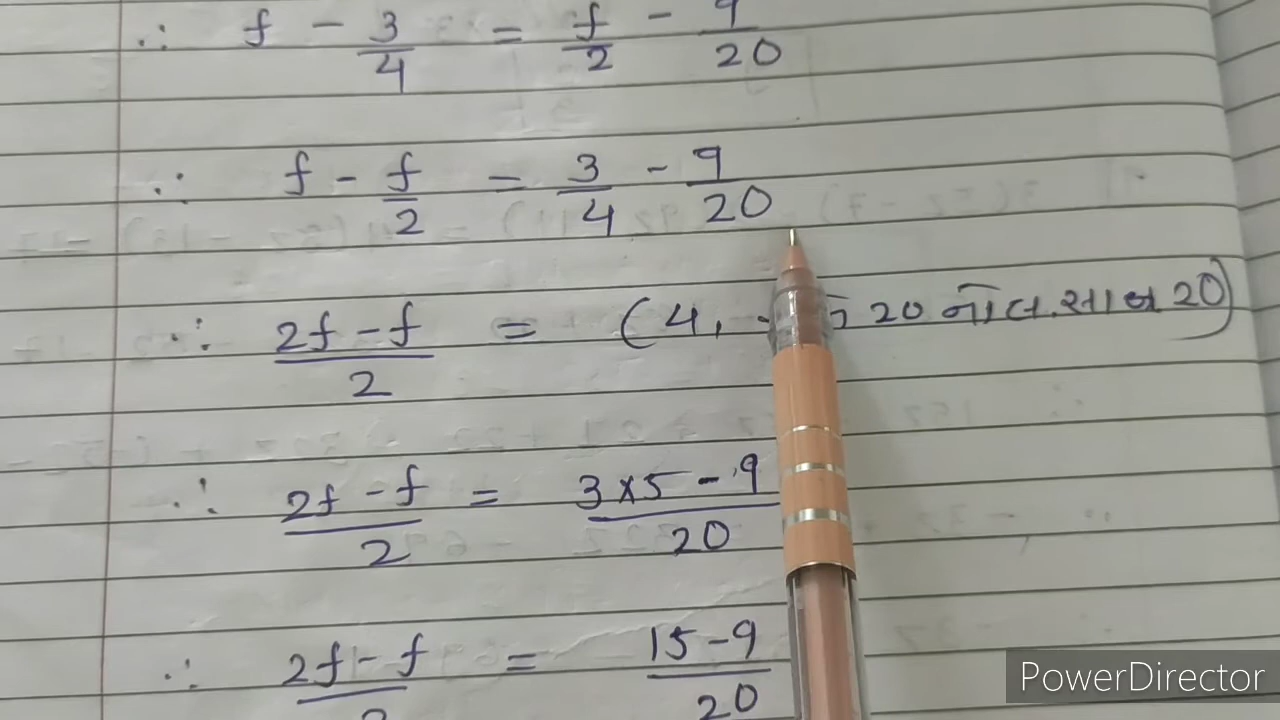 ∴ f - 3/4 = f/2 - 9/20
∴ f - f/2 = 3/4 - 9/20
∴ (2f - f)/2 = (4, 20 નો લ.સા.અ 20)
∴ (2f - f)/2 = (3×5 - 9)/20
∴ (2f - f)/2 = (15 - 9)/20
PowerDirector